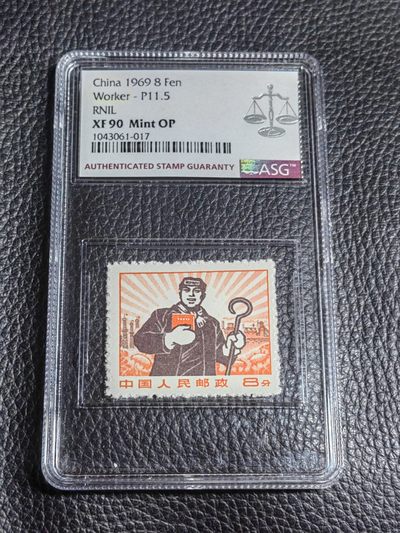 China 1969 8 Fen
Worker - P11.5
RNIL
XF 90 Mint OP
1043061-017
AUTHENTICATED STAMP GUARANTY
ASG™
中国人民邮政 8分